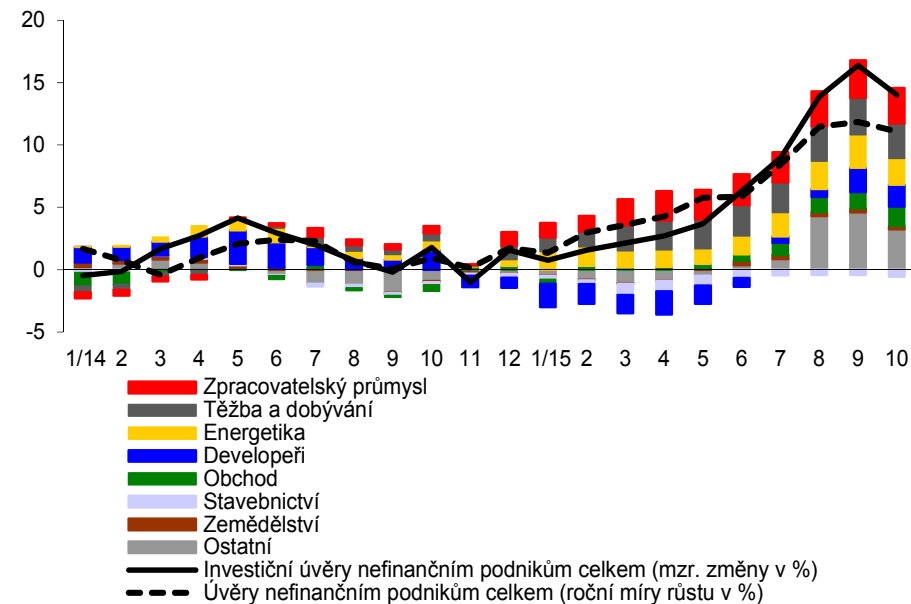 20
15
10
5
0
-5
1/14 2 3 4 5 6 7 8 9 10 11 12 1/15 2 3 4 5 6 7 8 9 10
Zpracovatelský průmysl
Těžba a dobývání
Energetika
Developeři
Obchod
Stavebnictví
Zemědělství
Ostatní
Investiční úvěry nefinančním podnikům celkem (mzr. změny v %)
Úvěry nefinančním podnikům celkem (roční míry růstu v %)